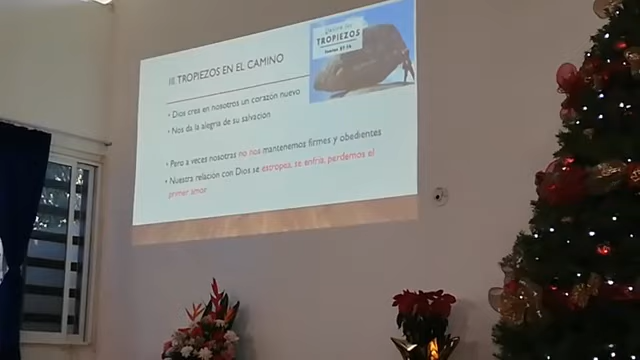 III. TROPIEZOS EN EL CAMINO
TROPIEZOS
• Dios crea en nosotros un corazón nuevo
• Nos da la alegria de su salvación
• Pero a veces nosotras no nos mantenemos firmes y obedientes
• Nuestra relación con Dios se estropea, se enfría, perdemos el
primer amor